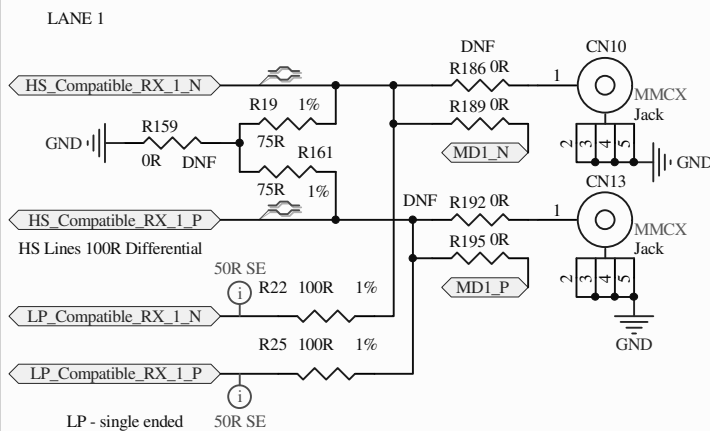 LANE 1
DNF
CN10
HS_Compatible_RX_1_N
R186 0R
1
MMCX
Jack
R19 1%
R189 0R
75R
MD1_N
R159
GND
0R
DNF
R161
75R
1%
2
3
4
5
GND
HS_Compatible_RX_1_P
DNF
R192 0R
1
CN13
MMCX
Jack
HS Lines 100R Differential
R195 0R
MD1_P
2
3
4
5
GND
50R SE
i
R22 100R 1%
LP_Compatible_RX_1_N
R25 100R 1%
LP_Compatible_RX_1_P
i
LP - single ended
50R SE